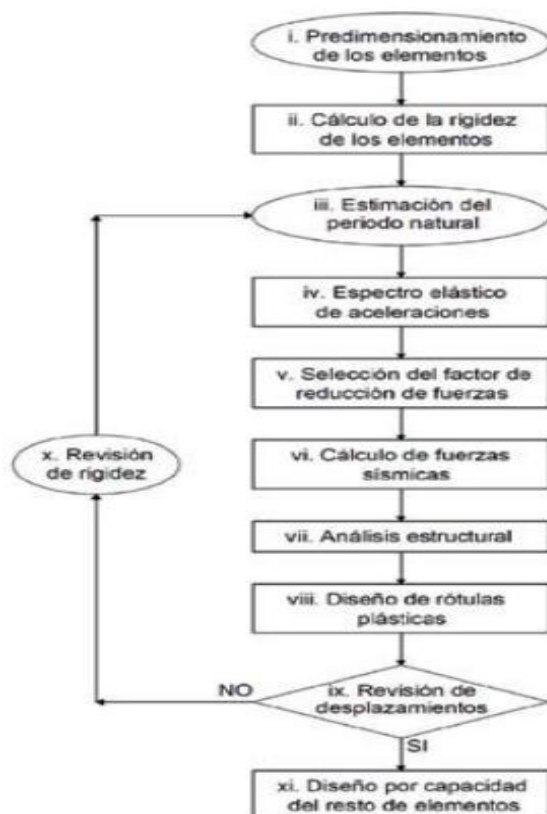 i. Predimensionamiento
de los elementos
ii. Cálculo de la rigidez
de los elementos
iii. Estimación del
periodo natural
iv. Espectro elástico
de aceleraciones
v. Selección del factor de
reducción de fuerzas
x. Revisión
de rigidez
vi. Cálculo de fuerzas
sísmicas
vii. Análisis estructural
viii. Diseño de rótulas
plásticas
NO
ix. Revisión de
desplazamientos
SI
xi. Diseño por capacidad
del resto de elementos